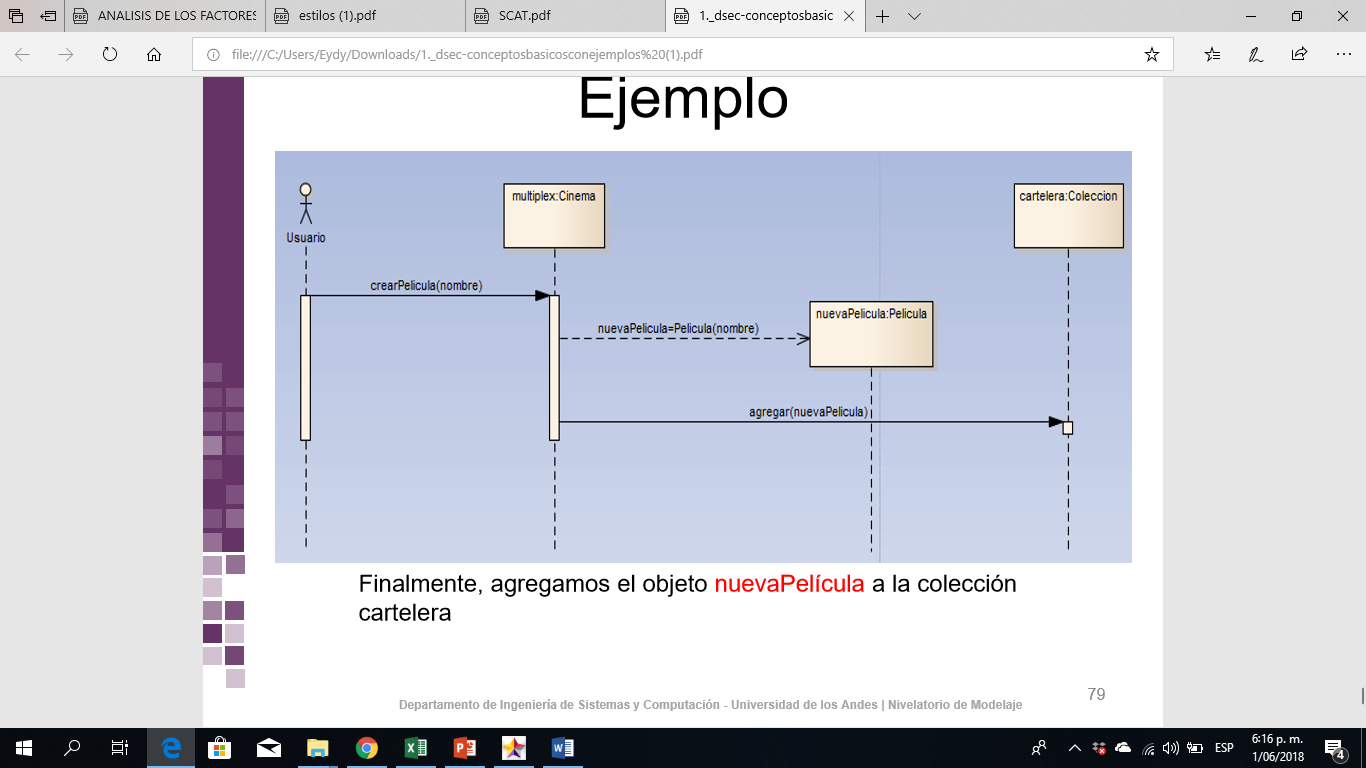 ANALISIS DE LOS FACTORES
estilos (1).pdf
SCAT.pdf
1._dsec-conceptosbasic
file:///C:/Users/Eydy/Downloads/1._dsec-conceptosbasicosconejemplos%20(1).pdf
Ejemplo
multiplex:Cinema
cartelera:Coleccion
Usuario
crearPelicula(nombre)
nuevaPelicula:Pelicula
nuevaPelicula=Pelicula(nombre)
agregar(nuevaPelicula)
Finalmente, agregamos el objeto nuevaPelícula a la colección
cartelera
79
Departamento de Ingeniería de Sistemas y Computación - Universidad de los Andes | Nivelatorio de Modelaje
ESP
6:16 p. m.
1/06/2018
4